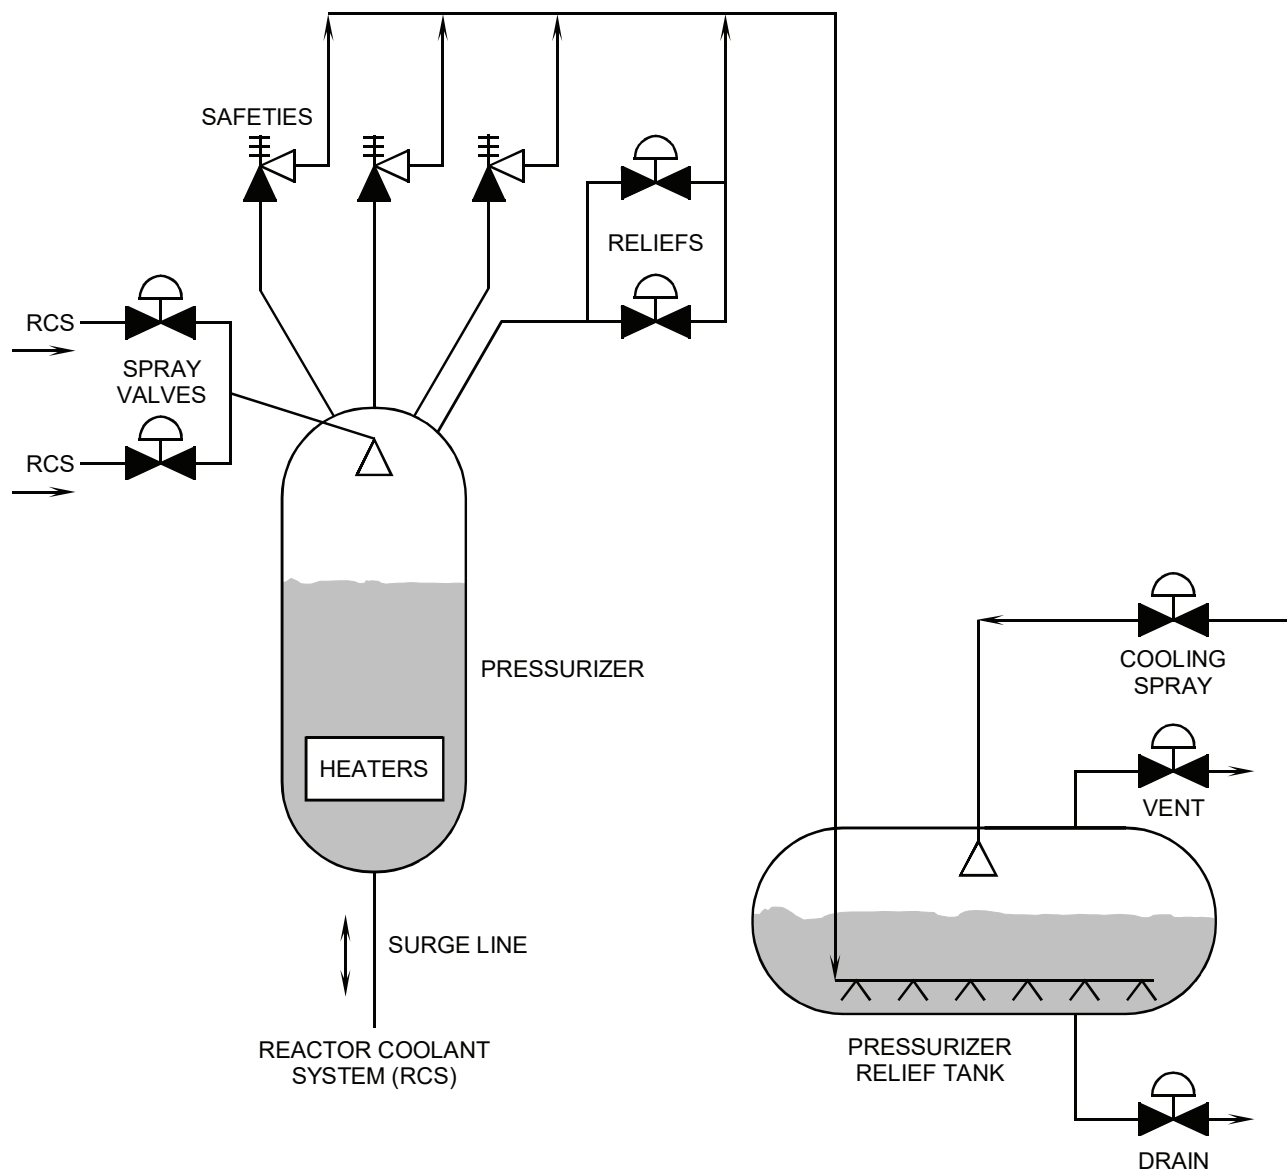 SAFETIES
RELIEFS
RCS
SPRAY
VALVES
RCS
PRESSURIZER
COOLING
SPRAY
HEATERS
VENT
SURGE LINE
REACTOR COOLANT
SYSTEM (RCS)
PRESSURIZER
RELIEF TANK
DRAIN